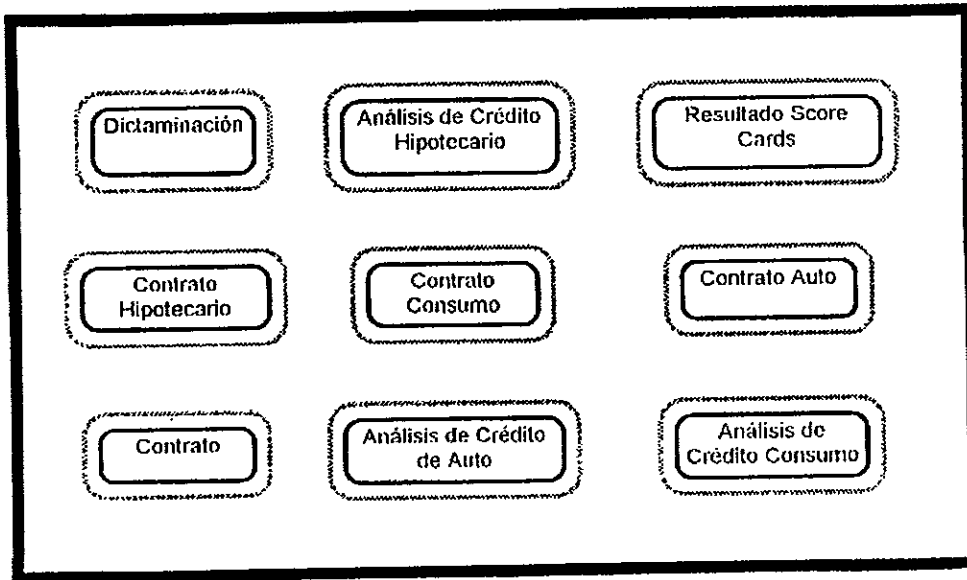 Dictaminación
Análisis de Crédito
Hipotecario
Resultado Score
Cards
Contrato
Hipotecario
Contrato
Consumo
Contrato Auto
Contrato
Análisis de Crédito
de Auto
Análisis de
Crédito Consumo